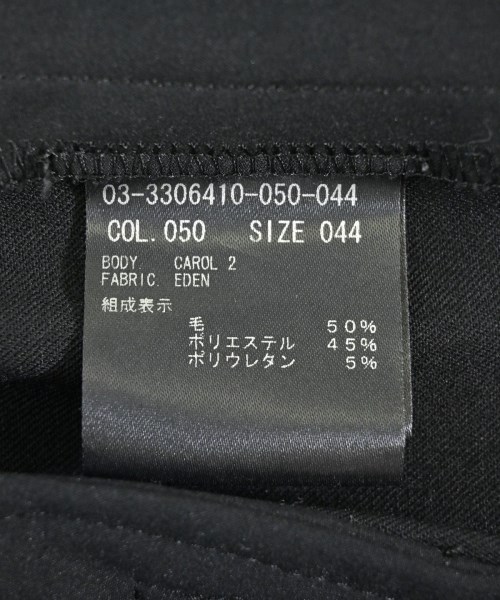 03-3306410-050-044
COL.050 SIZE 044
BODY. CAROL 2
FABRIC. EDEN
組成表示
毛 50%
ポリエステル 45%
ポリウレタン 5%